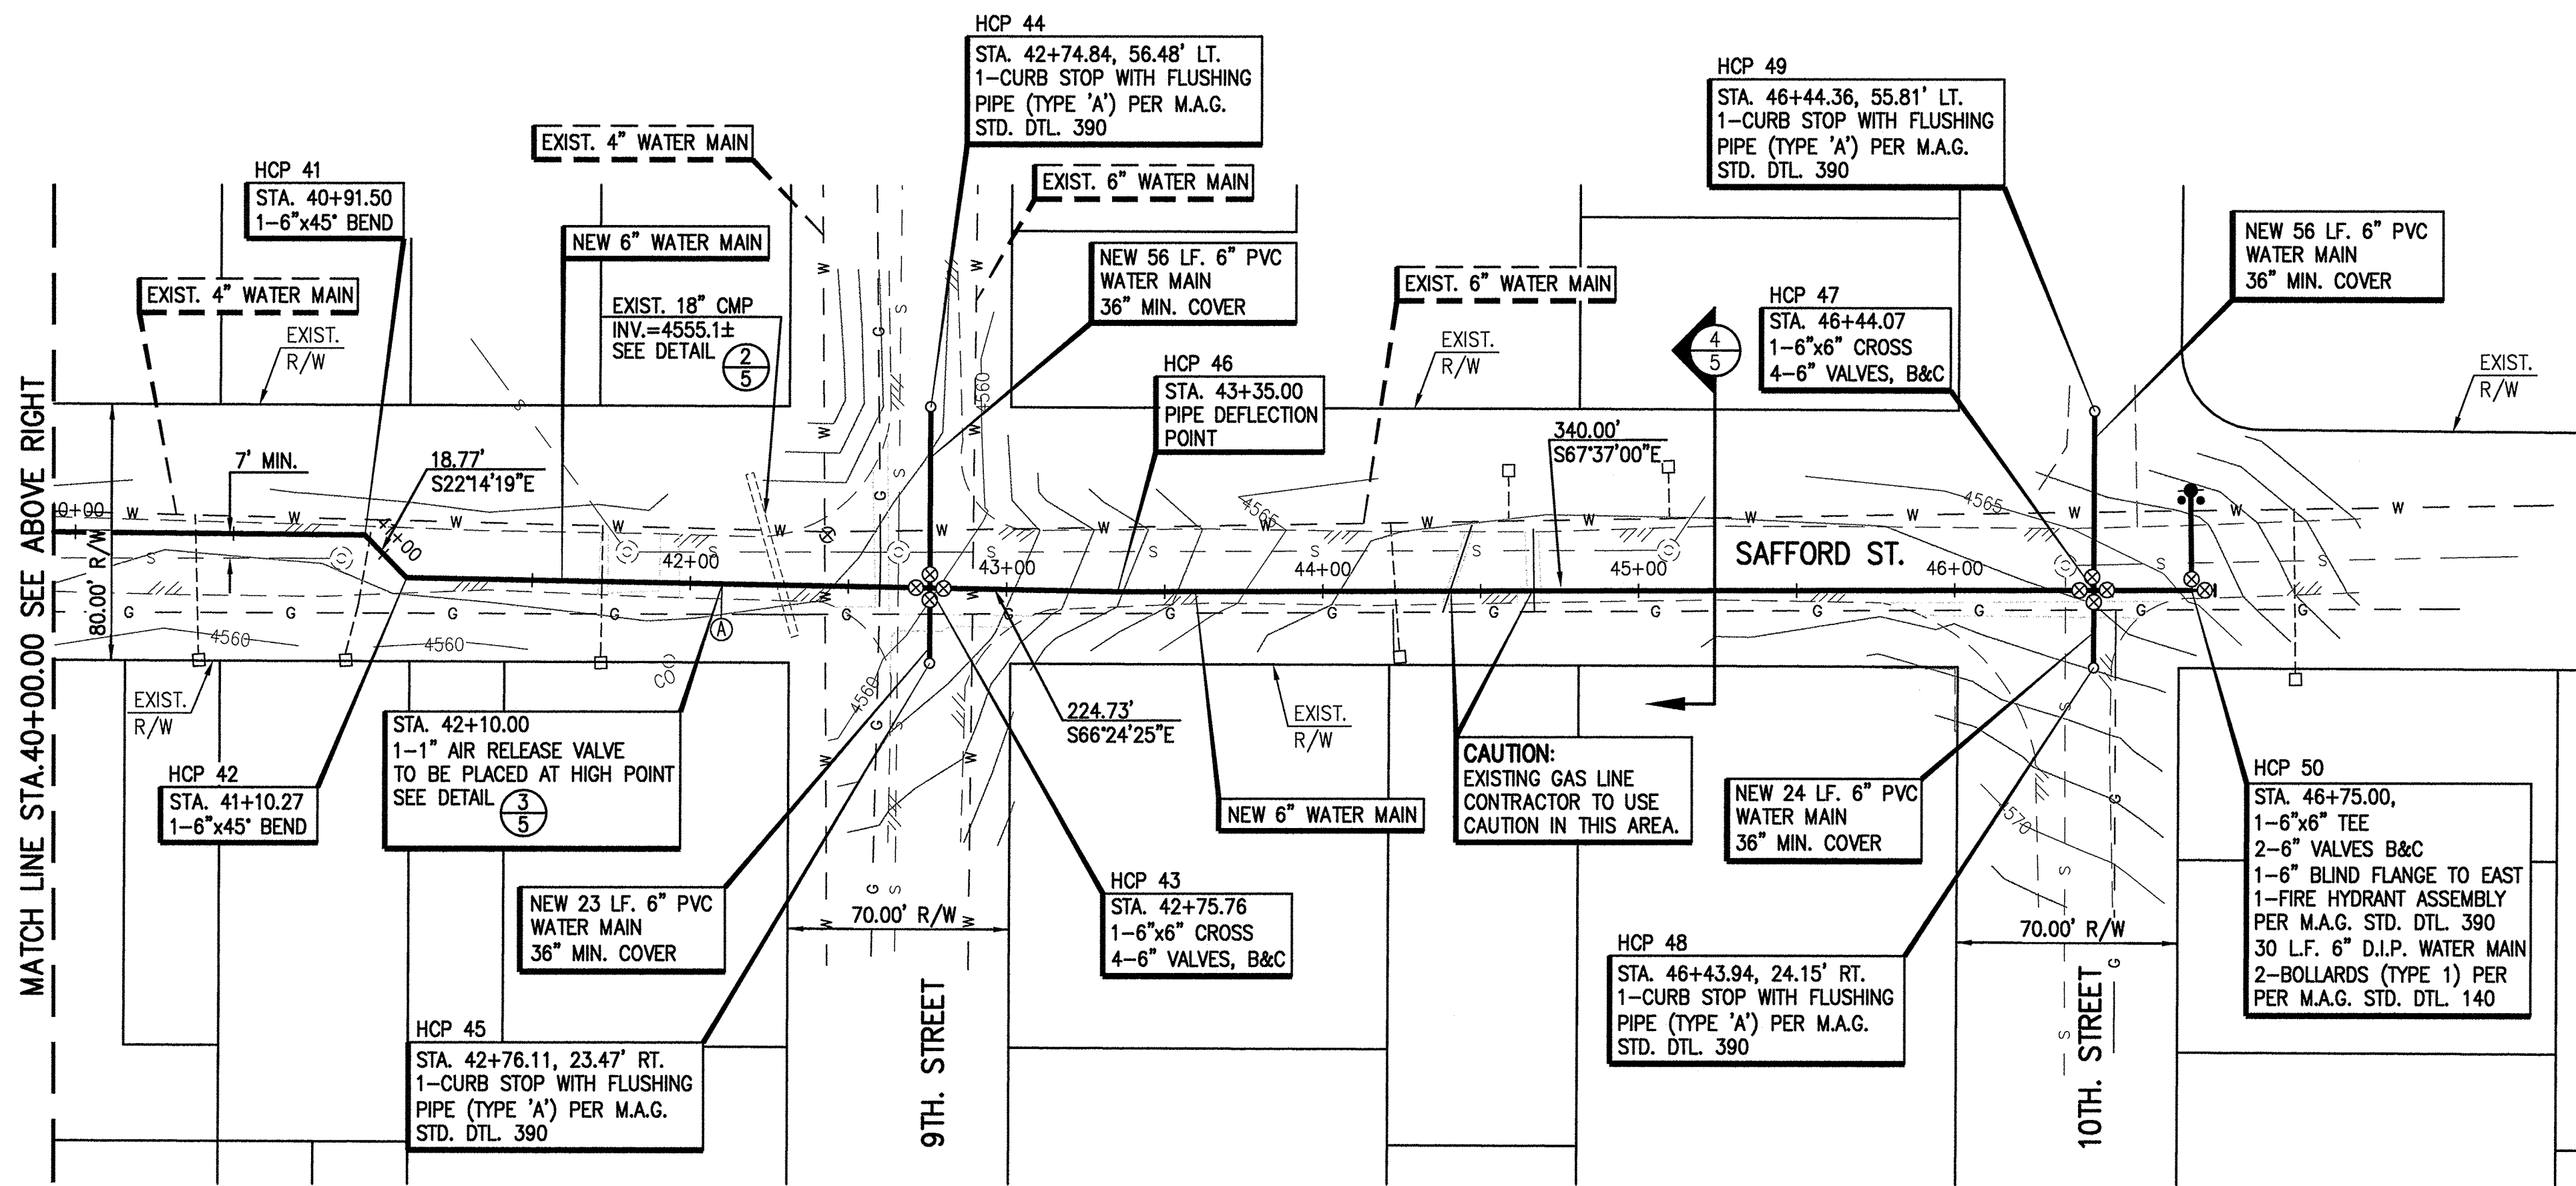 HCP 44
STA. 42+74.84, 56.48' LT.
1-CURB STOP WITH FLUSHING
PIPE (TYPE 'A') PER M.A.G.
STD. DTL. 390
HCP 49
STA. 46+44.36, 55.81' LT.
1-CURB STOP WITH FLUSHING
PIPE (TYPE 'A') PER M.A.G.
STD. DTL. 390
EXIST. 4" WATER MAIN
HCP 41
STA. 40+91.50
1-6"x45° BEND
EXIST. 6" WATER MAIN
NEW 6" WATER MAIN
NEW 56 LF. 6" PVC
WATER MAIN
36" MIN. COVER
NEW 56 LF. 6" PVC
WATER MAIN
36" MIN. COVER
EXIST. 4" WATER MAIN
EXIST. 18" CMP
INV.=4555.1±
SEE DETAIL
2
5
EXIST. 6" WATER MAIN
HCP 47
STA. 46+44.07
1-6"x6" CROSS
4-6" VALVES, B&C
EXIST.
R/W
HCP 46
STA. 43+35.00
PIPE DEFLECTION
POINT
EXIST.
R/W
4
5
EXIST.
R/W
MATCH LINE STA.40+00.00 SEE ABOVE RIGHT
80.00' R/W
7' MIN.
18.77'
S22°14'19"E
340.00'
S67°37'00"E
4560
4565
4565
0+00
41+00
42+00
43+00
44+00
45+00
46+00
SAFFORD ST.
W W W W W W W W W W W W W
S S S S S S
G G G G G G G G G G G
4560
4560
A
4560
EXIST.
R/W
224.73'
S66°24'25"E
EXIST.
R/W
STA. 42+10.00
1-1" AIR RELEASE VALVE
TO BE PLACED AT HIGH POINT
SEE DETAIL
3
5
HCP 42
STA. 41+10.27
1-6"x45° BEND
NEW 6" WATER MAIN
CAUTION:
EXISTING GAS LINE
CONTRACTOR TO USE
CAUTION IN THIS AREA.
NEW 24 LF. 6" PVC
WATER MAIN
36" MIN. COVER
4570
HCP 50
STA. 46+75.00,
1-6"x6" TEE
2-6" VALVES B&C
1-6" BLIND FLANGE TO EAST
1-FIRE HYDRANT ASSEMBLY
PER M.A.G. STD. DTL. 390
30 L.F. 6" D.I.P. WATER MAIN
2-BOLLARDS (TYPE 1) PER
PER M.A.G. STD. DTL. 140
NEW 23 LF. 6" PVC
WATER MAIN
36" MIN. COVER
70.00' R/W
HCP 43
STA. 42+75.76
1-6"x6" CROSS
4-6" VALVES, B&C
70.00' R/W
HCP 48
STA. 46+43.94, 24.15' RT.
1-CURB STOP WITH FLUSHING
PIPE (TYPE 'A') PER M.A.G.
STD. DTL. 390
HCP 45
STA. 42+76.11, 23.47' RT.
1-CURB STOP WITH FLUSHING
PIPE (TYPE 'A') PER M.A.G.
STD. DTL. 390
9TH. STREET
10TH. STREET